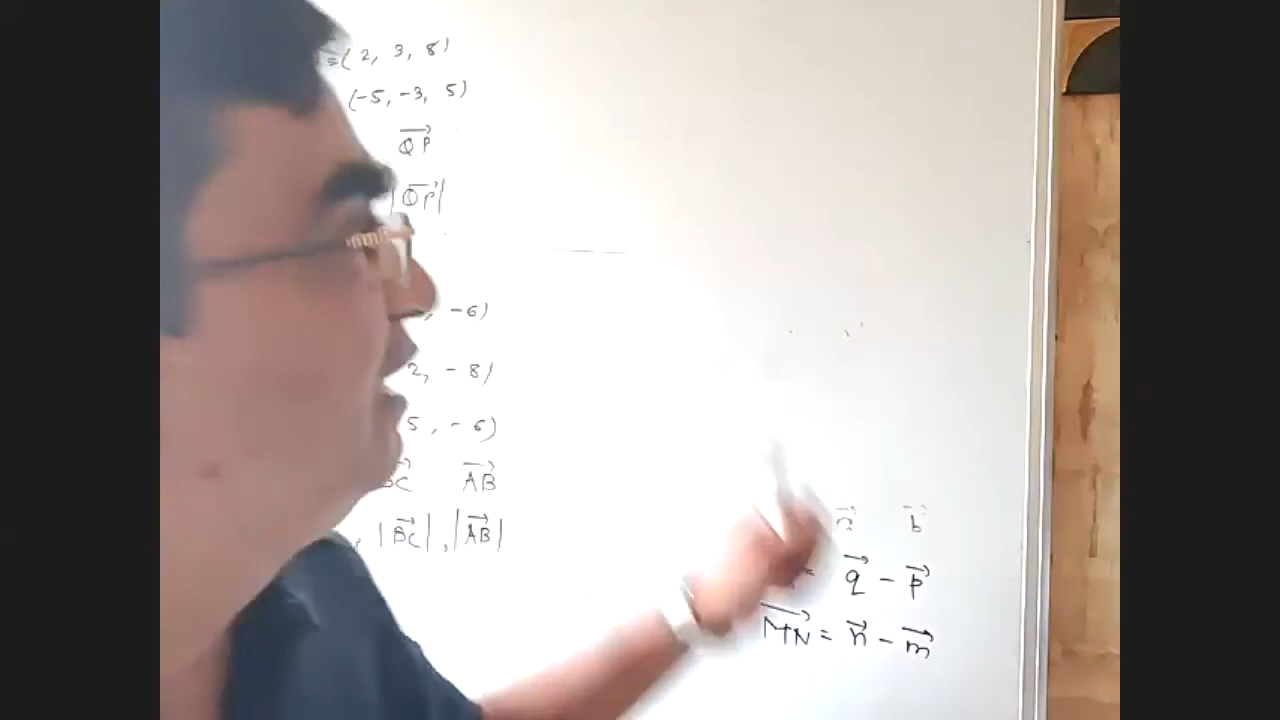 =(2, 3, 8)
(-5, -3, 5)
QP
|QP|
, -6)
2, -8)
5, -6)
BC AB
, |BC|, |AB|
a b
= q - p
MN = n - m